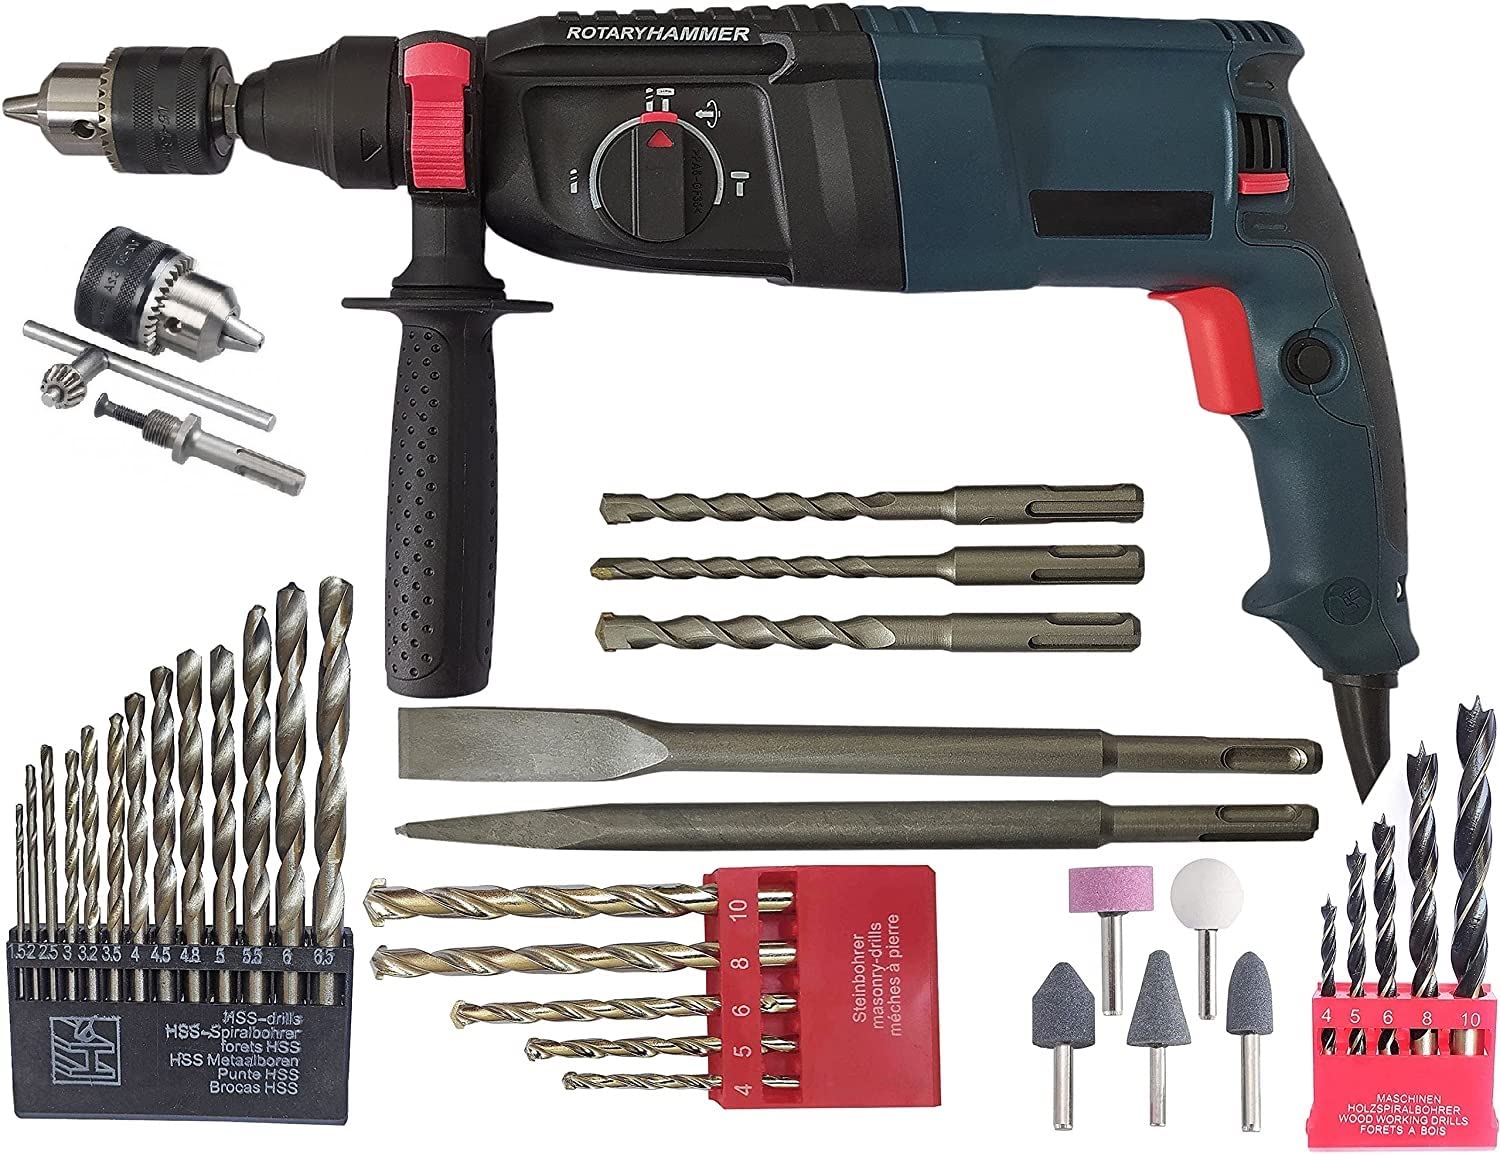 ROTARYHAMMER
1.5
2
2.5
3
3.2
3.5
4
4.5
4.8
5
5.5
6
6.5
HSS-drills
HSS-Spiralbohrer
forets HSS
HSS Metaalboren
Punte HSS
Brocas HSS
10
8
6
5
4
Steinbohrer
masonry-drills
mèches à pierre
4 5 6 8 10
MASCHINEN
HOLZSPIRALBOHRER
WOOD WORKING DRILLS
FORETS A BOIS